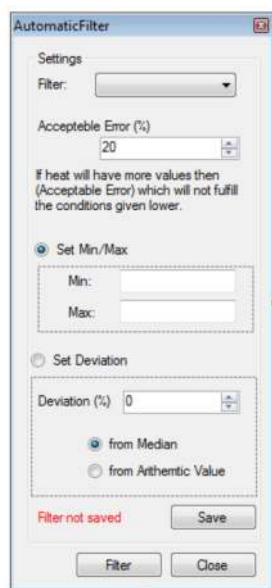 AutomaticFilter
Settings
Filter:
Acceptable Error (%)
20
If heat will have more values then
(Acceptable Error) which will not fulfill
the conditions given lower.
Set Min/Max
Min:
Max:
Set Deviation
Deviation (%) 0
from Median
from Arithmtic Value
Filter not saved Save
Filter Close